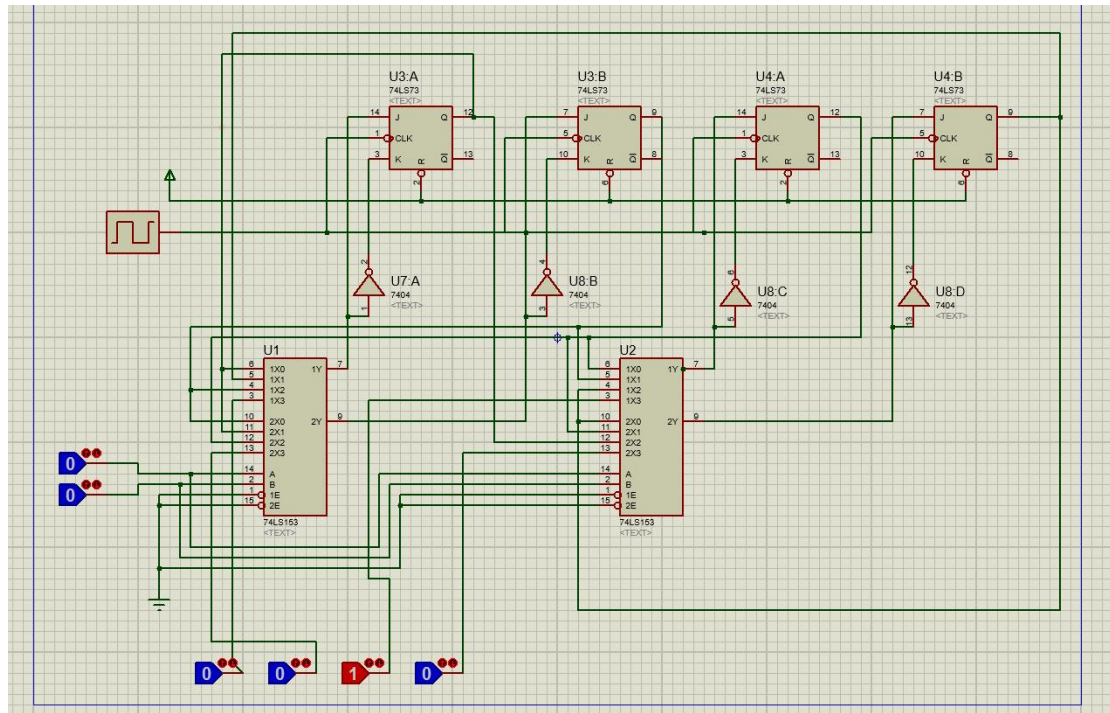 U3:A
74LS73
<TEXT>
14 J Q 12
1 CLK
3 K Q 13
R
2
U3:B
74LS73
<TEXT>
7 J Q 9
5 CLK
10 K Q 8
R
6
U4:A
74LS73
<TEXT>
14 J Q 12
1 CLK
3 K Q 13
R
2
U4:B
74LS73
<TEXT>
7 J Q 9
5 CLK
10 K Q 8
R
6
2
U7:A
7404
<TEXT>
1
4
U8:B
7404
<TEXT>
3
6
U8:C
7404
<TEXT>
5
12
U8:D
7404
<TEXT>
13
U1
6 1X0 1Y 7
5 1X1
4 1X2
3 1X3
10 2X0 2Y 9
11 2X1
12 2X2
13 2X3
14 A
2 B
1 1E
15 2E
74LS153
<TEXT>
U2
6 1X0 1Y 7
5 1X1
4 1X2
3 1X3
10 2X0 2Y 9
11 2X1
12 2X2
13 2X3
14 A
2 B
1 1E
15 2E
74LS153
<TEXT>
0
0
0 0 1 0